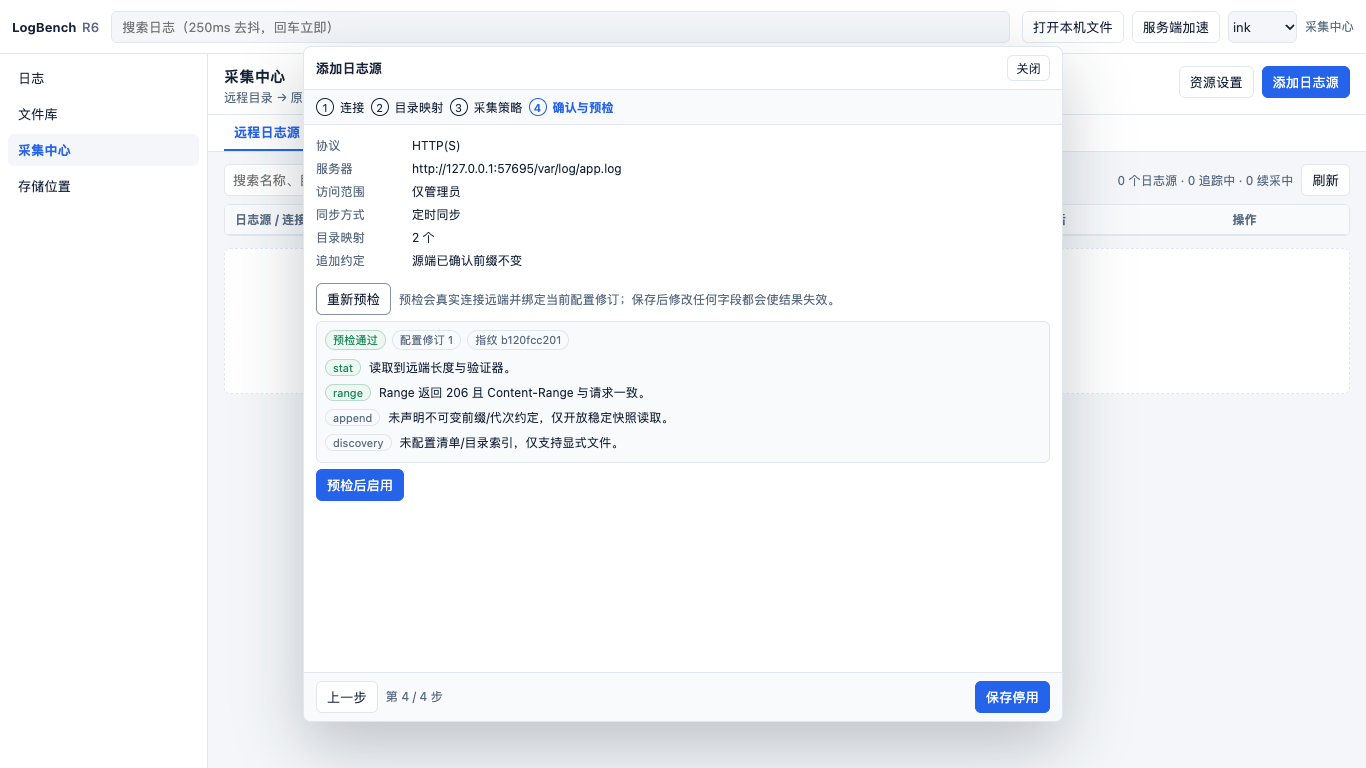 LogBench R6
搜索日志（250ms 去抖，回车立即）
打开本机文件
服务端加速
ink
采集中心
日志
文件库
采集中心
存储位置
采集中心
远程目录 → 原
资源设置
添加日志源
远程日志源
搜索名称、
0 个日志源 · 0 追踪中 · 0 续采中
刷新
日志源 / 连接
操作
添加日志源
关闭
1 连接 2 目录映射 3 采集策略 4 确认与预检
协议 HTTP(S)
服务器 http://127.0.0.1:57695/var/log/app.log
访问范围 仅管理员
同步方式 定时同步
目录映射 2 个
追加约定 源端已确认前缀不变
重新预检 预检会真实连接远端并绑定当前配置修订；保存后修改任何字段都会使结果失效。
预检通过 配置修订 1 指纹 b120fcc201
stat 读取到远端长度与验证器。
range Range 返回 206 且 Content-Range 与请求一致。
append 未声明不可变前缀/代次约定，仅开放稳定快照读取。
discovery 未配置清单/目录索引，仅支持显式文件。
预检后启用
上一步 第 4 / 4 步
保存停用